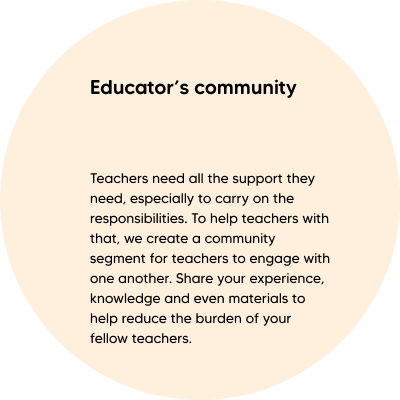 Educator´s community
Teachers need all the support they
need, especially to carry on the
responsibilities. To help teachers with
that, we create a community
segment for teachers to engage with
one another. Share your experience,
knowledge and even materials to
help reduce the burden of your
fellow teachers.